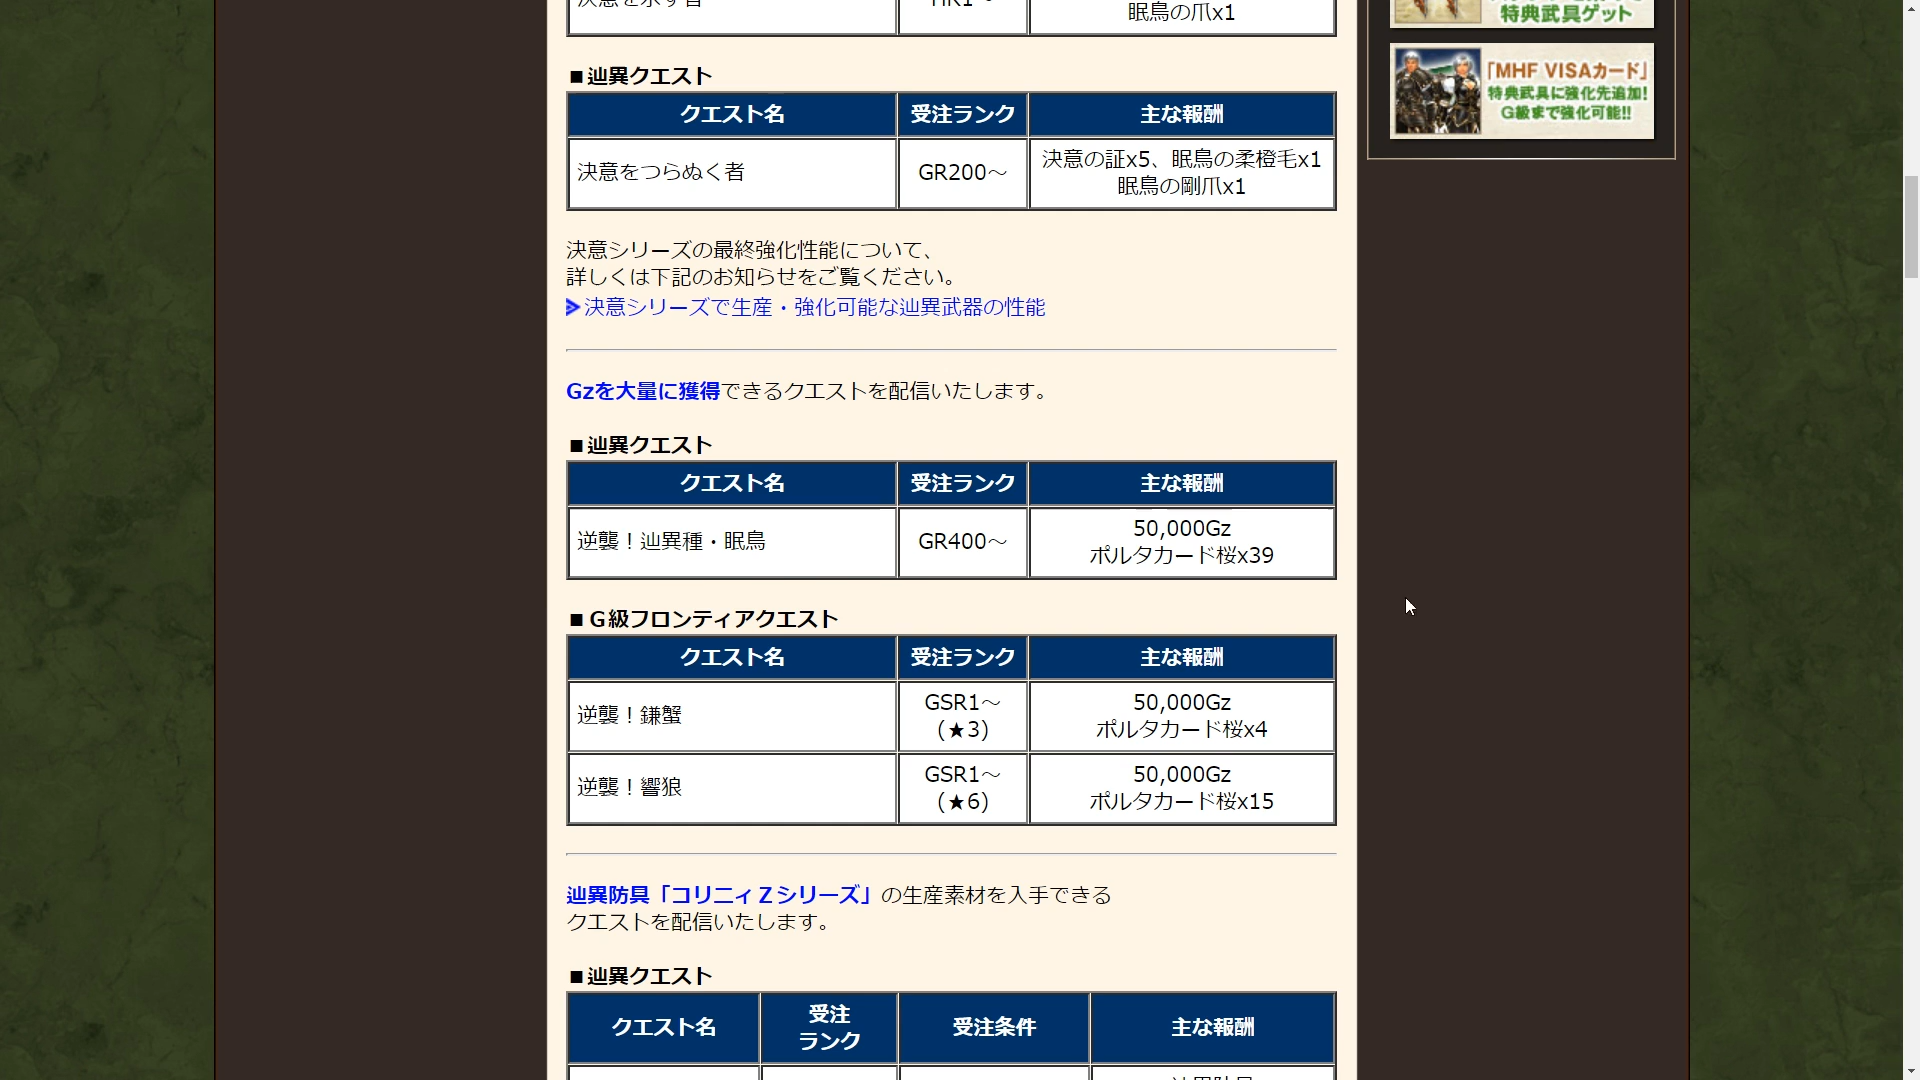 眠鳥の爪x1
特典武具ゲット
「MHF VISAカード」
特典武具に強化先追加!
G級まで強化可能!!
■辿異クエスト
クエスト名 受注ランク 主な報酬
決意をつらぬく者 GR200～ 決意の証x5、眠鳥の柔橙毛x1
眠鳥の剛爪x1
決意シリーズの最終強化性能について、
詳しくは下記のお知らせをご覧ください。
決意シリーズで生産・強化可能な辿異武器の性能
Gzを大量に獲得できるクエストを配信いたします。
■辿異クエスト
クエスト名 受注ランク 主な報酬
逆襲！辿異種・眠鳥 GR400～ 50,000Gz
ポルタカード桜x39
■Ｇ級フロンティアクエスト
クエスト名 受注ランク 主な報酬
逆襲！鎌蟹 GSR1～ 50,000Gz
(★3) ポルタカード桜x4
逆襲！響狼 GSR1～ 50,000Gz
(★6) ポルタカード桜x15
辿異防具「コリニィＺシリーズ」の生産素材を入手できる
クエストを配信いたします。
■辿異クエスト
クエスト名 受注 受注条件 主な報酬
ランク